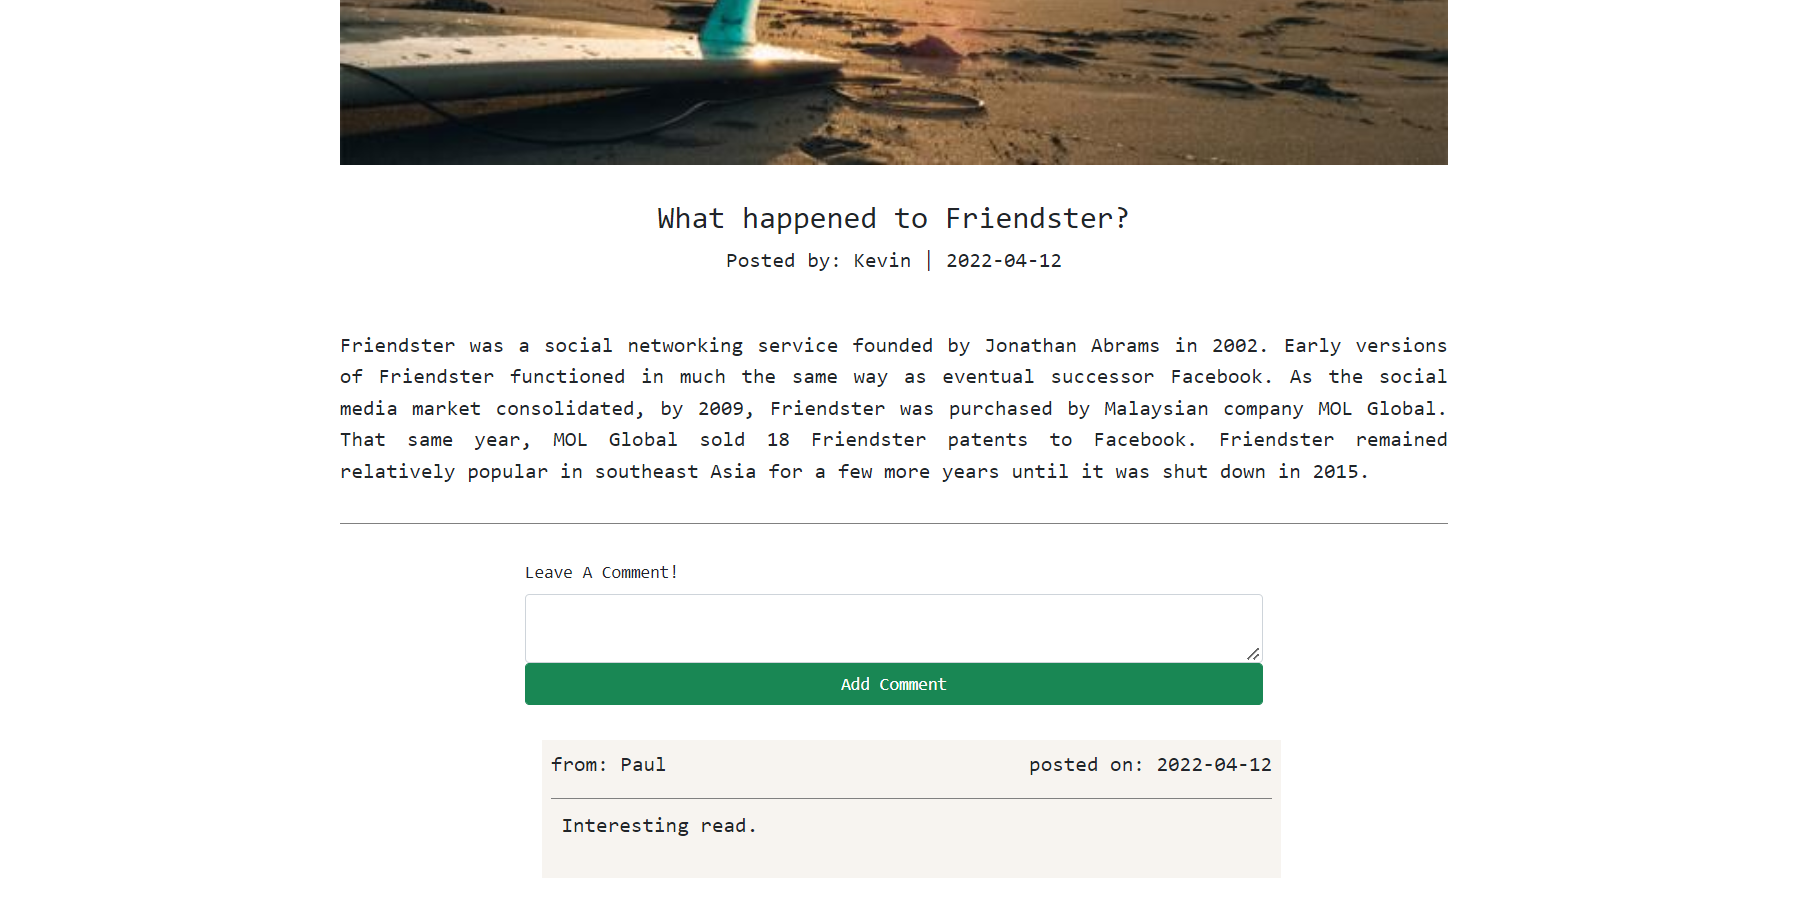 What happened to Friendster?
Posted by: Kevin | 2022-04-12
Friendster was a social networking service founded by Jonathan Abrams in 2002. Early versions
of Friendster functioned in much the same way as eventual successor Facebook. As the social
media market consolidated, by 2009, Friendster was purchased by Malaysian company MOL Global.
That same year, MOL Global sold 18 Friendster patents to Facebook. Friendster remained
relatively popular in southeast Asia for a few more years until it was shut down in 2015.
Leave A Comment!
Add Comment
from: Paul posted on: 2022-04-12
Interesting read.